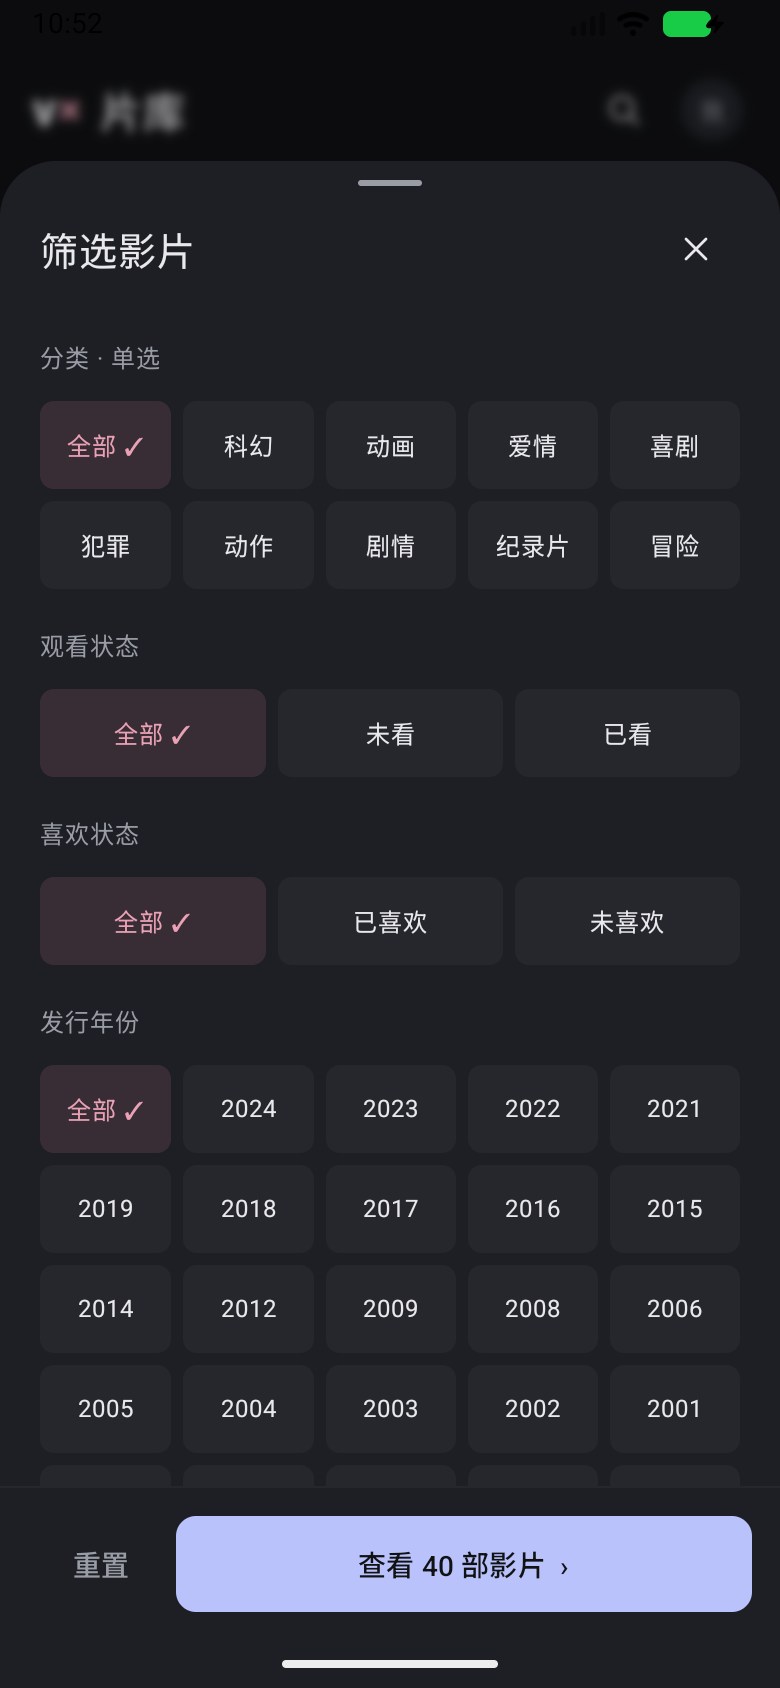 10:52
v× 片库
筛选影片
分类 · 单选
全部 ✓ 科幻 动画 爱情 喜剧
犯罪 动作 剧情 纪录片 冒险
观看状态
全部 ✓ 未看 已看
喜欢状态
全部 ✓ 已喜欢 未喜欢
发行年份
全部 ✓ 2024 2023 2022 2021
2019 2018 2017 2016 2015
2014 2012 2009 2008 2006
2005 2004 2003 2002 2001
重置 查看 40 部影片 ›